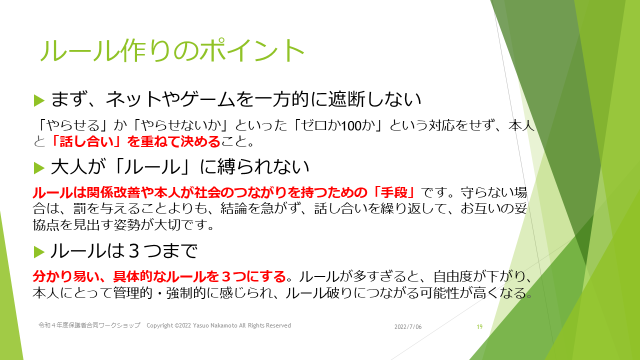 ルール作りのポイント
▶ まず、ネットやゲームを一方的に遮断しない
「やらせる」か「やらせないか」といった「ゼロか100か」という対応をせず、本人
と「話し合い」を重ねて決めること。
▶ 大人が「ルール」に縛られない
ルールは関係改善や本人が社会のつながりを持つための「手段」です。守らない場
合は、罰を与えることよりも、結論を急がず、話し合いを繰り返して、お互いの妥
協点を見出す姿勢が大切です。
▶ ルールは３つまで
分かり易い、具体的なルールを３つにする。ルールが多すぎると、自由度が下がり、
本人にとって管理的・強制的に感じられ、ルール破りにつながる可能性が高くなる。
令和４年度保護者合同ワークショップ Copyright ©2022 Yasuo Nakamoto All Rights Reserved
2022/7/06
19